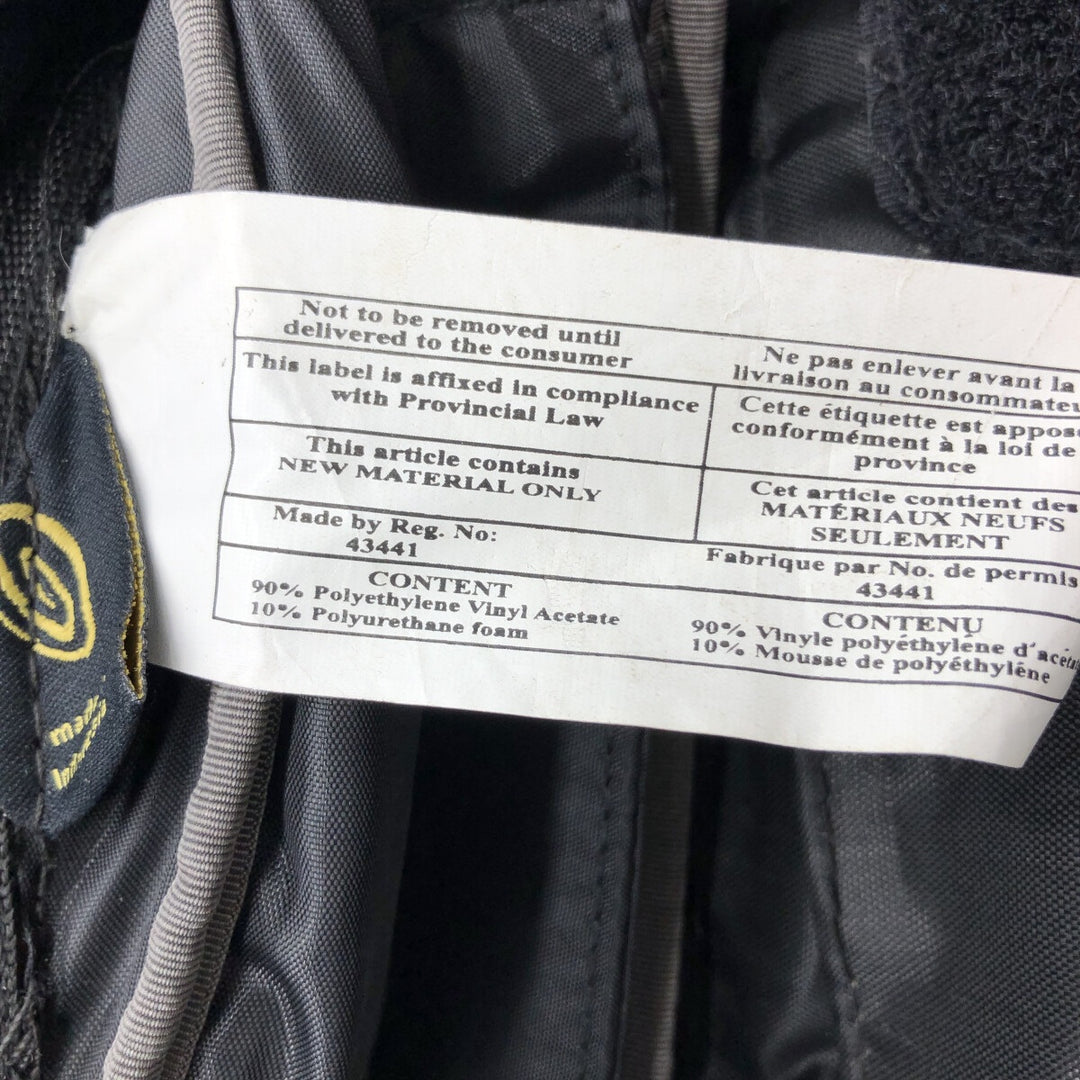 Not to be removed until
delivered to the consumer
This label is affixed in compliance
with Provincial Law
This article contains
NEW MATERIAL ONLY
Made by Reg. No:
43441
CONTENT
90% Polyethylene Vinyl Acetate
10% Polyurethane foam
Ne pas enlever avant la
livraison au
Cette étiquette est
conformément à la loi de
province
Cet article contient des
MATÉRIAUX NEUFS
SEULEMENT
Fabrique par No. de permis
43441
CONTENU
90% Vinyle polyéthylène
10% Mousse de polyéthylène